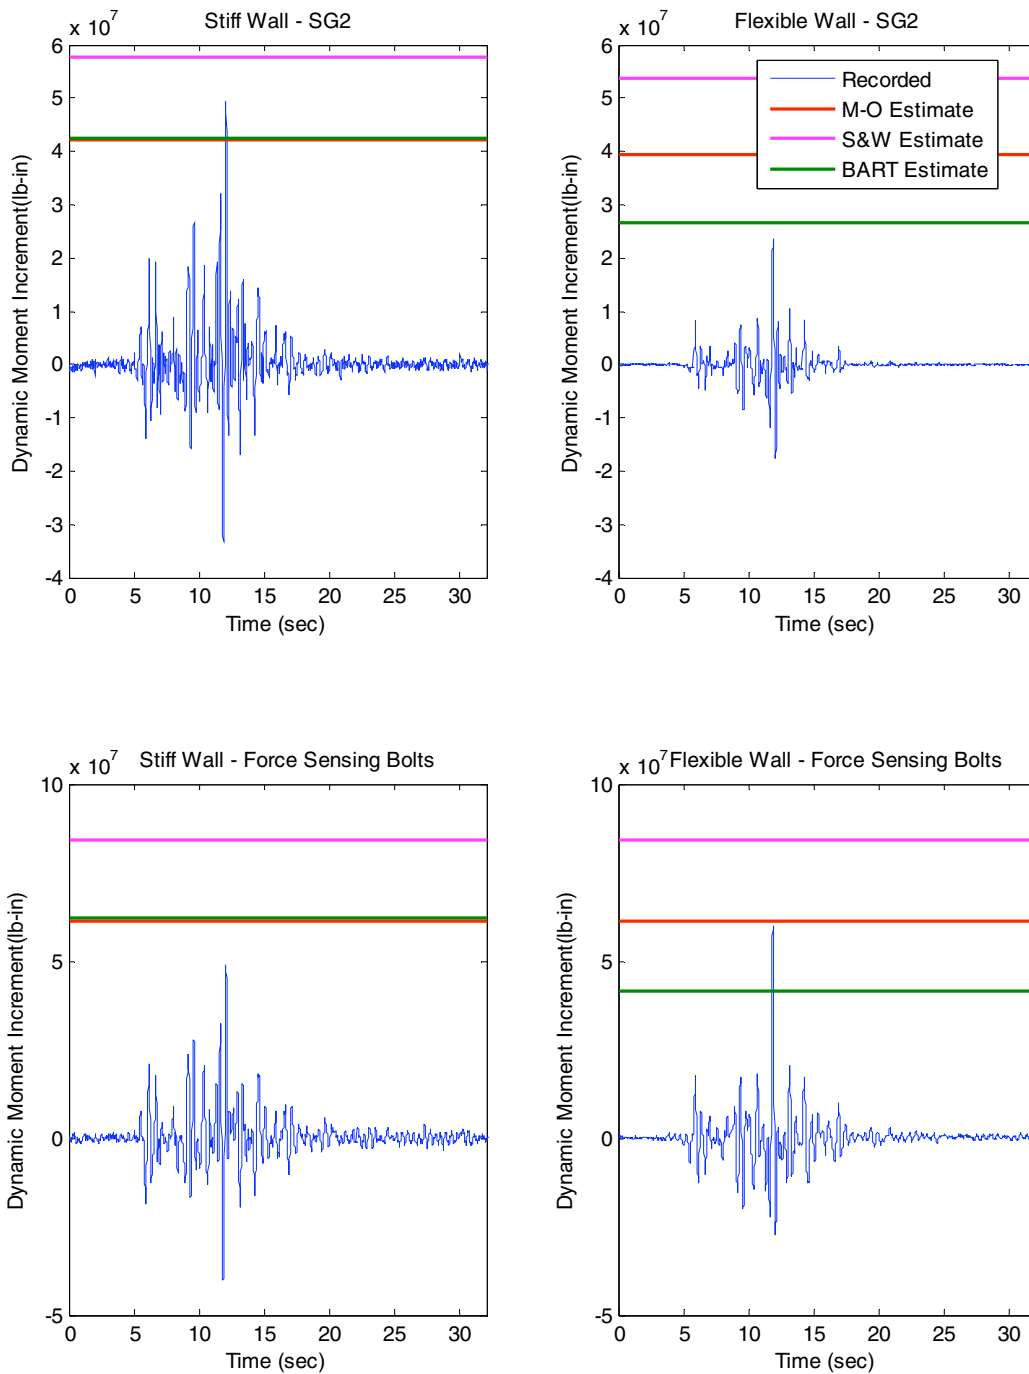 Stiff Wall - SG2
x 10^7
6
5
4
3
2
1
0
-1
-2
-3
-4
0 5 10 15 20 25 30
Time (sec)
Dynamic Moment Increment(lb-in)
Flexible Wall - SG2
x 10^7
6
5
4
3
2
1
0
-1
-2
-3
-4
0 5 10 15 20 25 30
Time (sec)
Dynamic Moment Increment(lb-in)
Recorded
M-O Estimate
S&W Estimate
BART Estimate
Stiff Wall - Force Sensing Bolts
x 10^7
10
5
0
-5
0 5 10 15 20 25 30
Time (sec)
Dynamic Moment Increment(lb-in)
Flexible Wall - Force Sensing Bolts
x 10^7
10
5
0
-5
0 5 10 15 20 25 30
Time (sec)
Dynamic Moment Increment(lb-in)